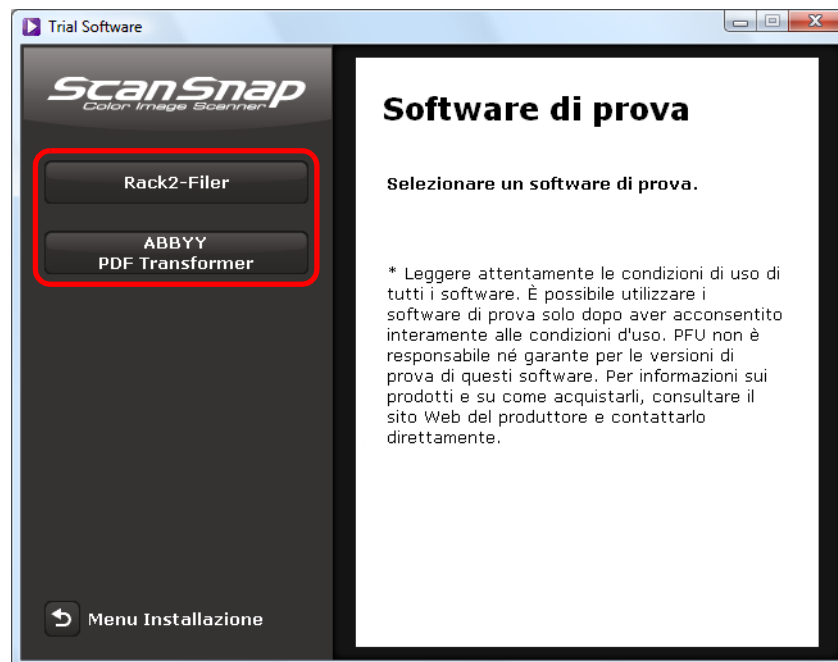 Trial Software
ScanSnap
Color Image Scanner
Rack2-Filer
ABBYY
PDF Transformer
Menu Installazione
Software di prova
Selezionare un software di prova.
* Leggere attentamente le condizioni di uso di
tutti i software. È possibile utilizzare i
software di prova solo dopo aver acconsentito
interamente alle condizioni d'uso. PFU non è
responsabile né garante per le versioni di
prova di questi software. Per informazioni sui
prodotti e su come acquistarli, consultare il
sito Web del produttore e contattarlo
direttamente.